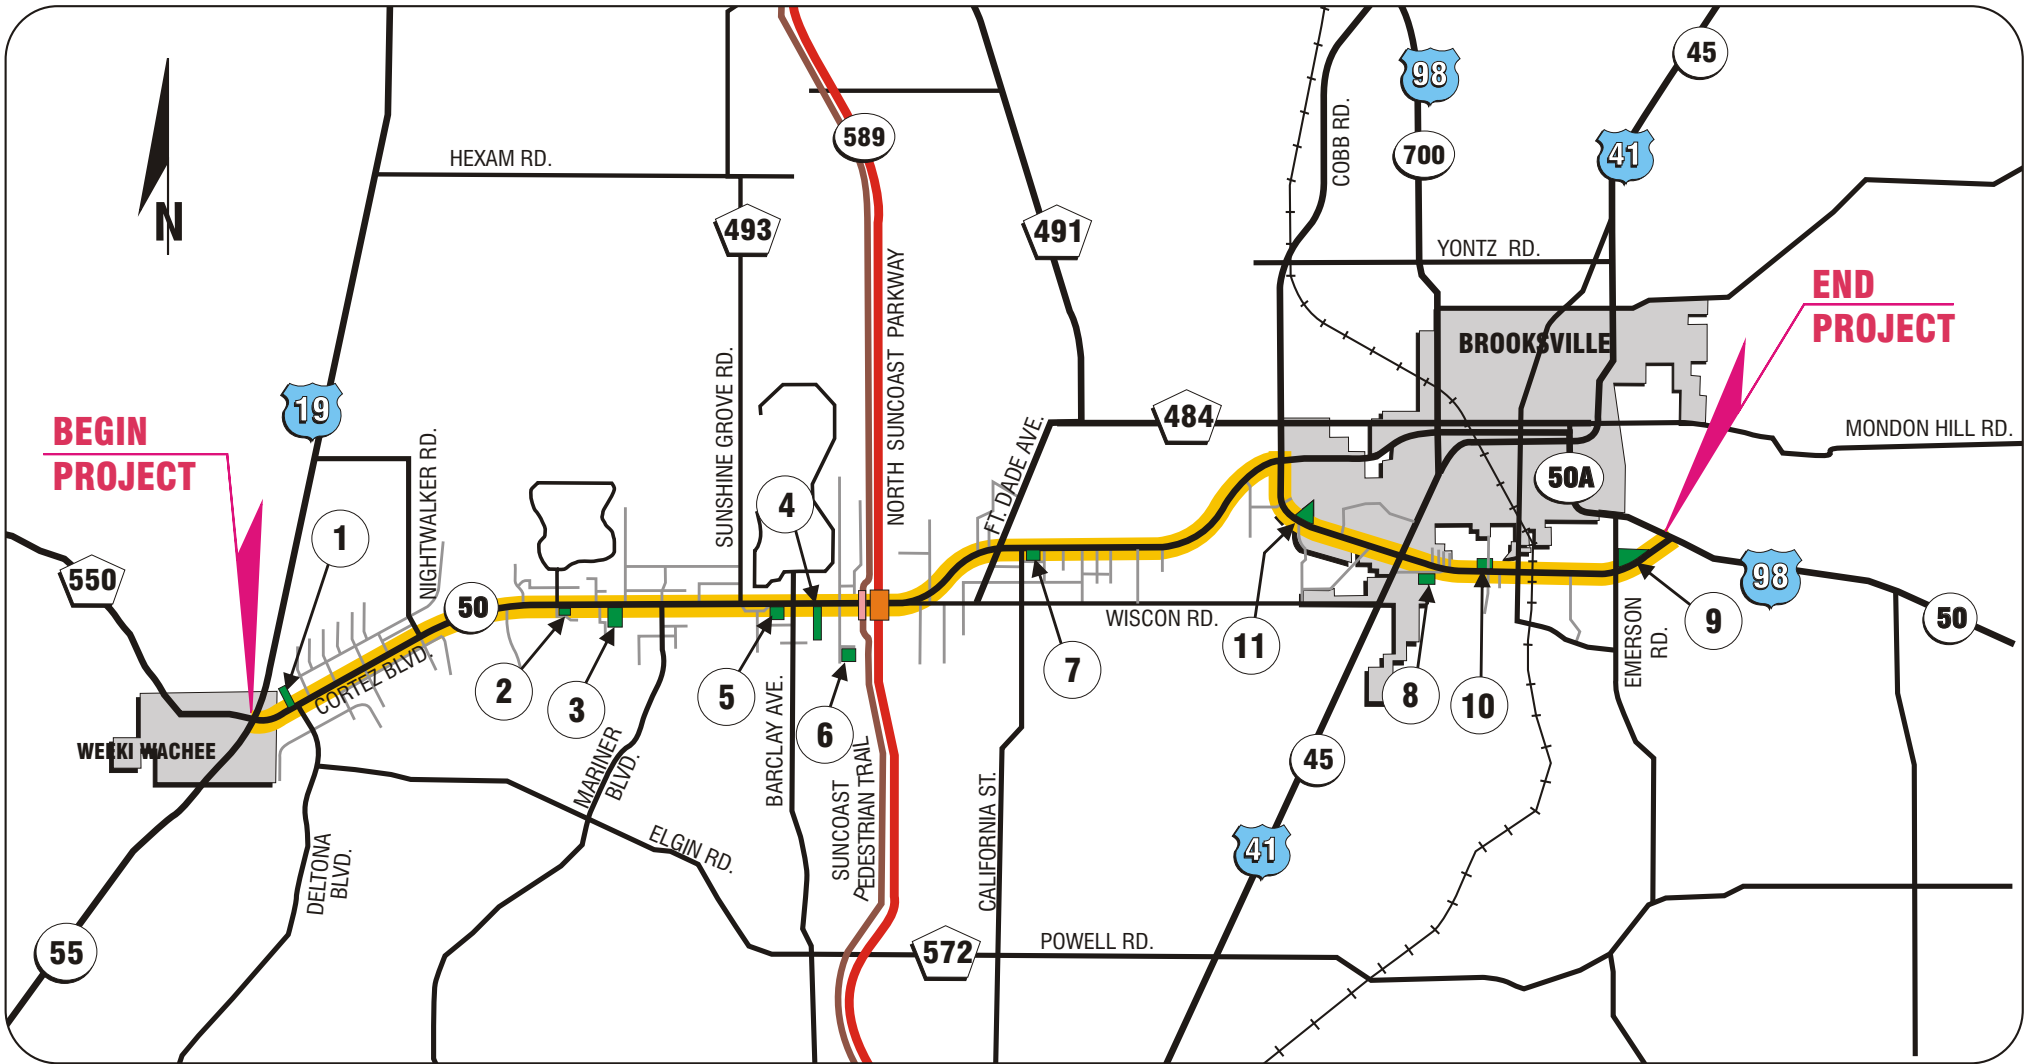 45
98
589
COBB RD.
700
41
HEXAM RD.
N
493
491
YONTZ RD.
NORTH SUNCOAST PARKWAY
END
PROJECT
BROOKSVILLE
SUNSHINE GROVE RD.
19
484
BEGIN
PROJECT
NIGHTWALKER RD.
FT. DADE AVE.
MONDON HILL RD.
50A
4
1
550
50
98
WISCON RD.
50
9
11
EMERSON
RD.
CORTEZ BLVD.
2
3
5
6
7
8
10
WEEKI WACHEE
MARINER
BLVD.
BARCLAY AVE.
SUNCOAST
PEDESTRIAN TRAIL
CALIFORNIA ST.
45
41
ELGIN RD.
DELTONA
BLVD.
55
572
POWELL RD.